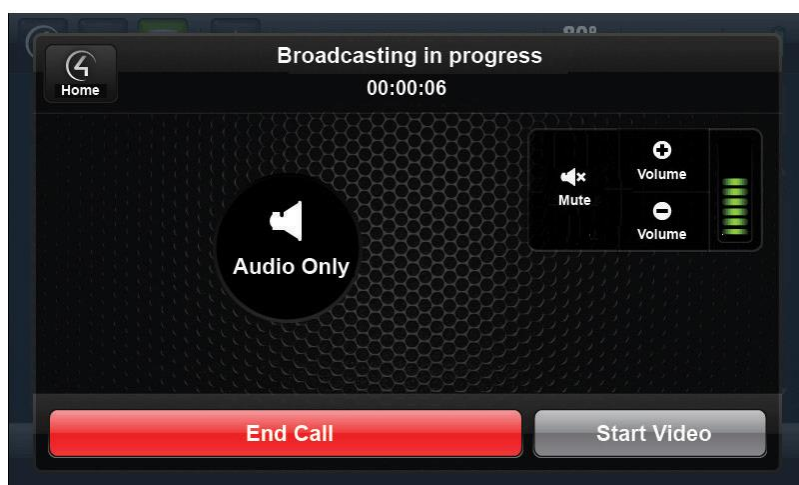 Broadcasting in progress
00:00:06
Home
Mute
Volume
Volume
Audio Only
End Call
Start Video